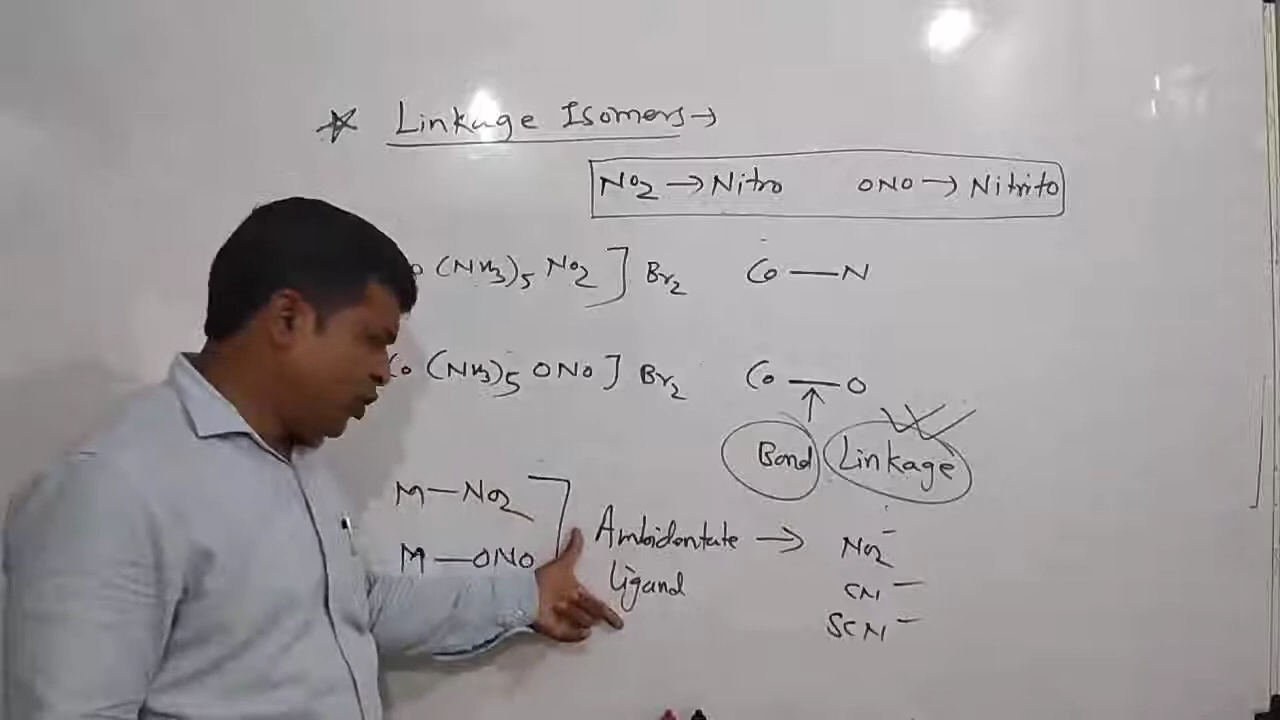 ☆ Linkage Isomers →
NO2 → Nitro ONO → Nitrito
o (NH3)5 NO2 ] Br2 Co — N
Co (NH3)5 ONO ] Br2 Co — O
↑
Bond Linkage
M — NO2
Ambidentate → NO2⁻
M — ONO
ligand CN⁻
SCN⁻